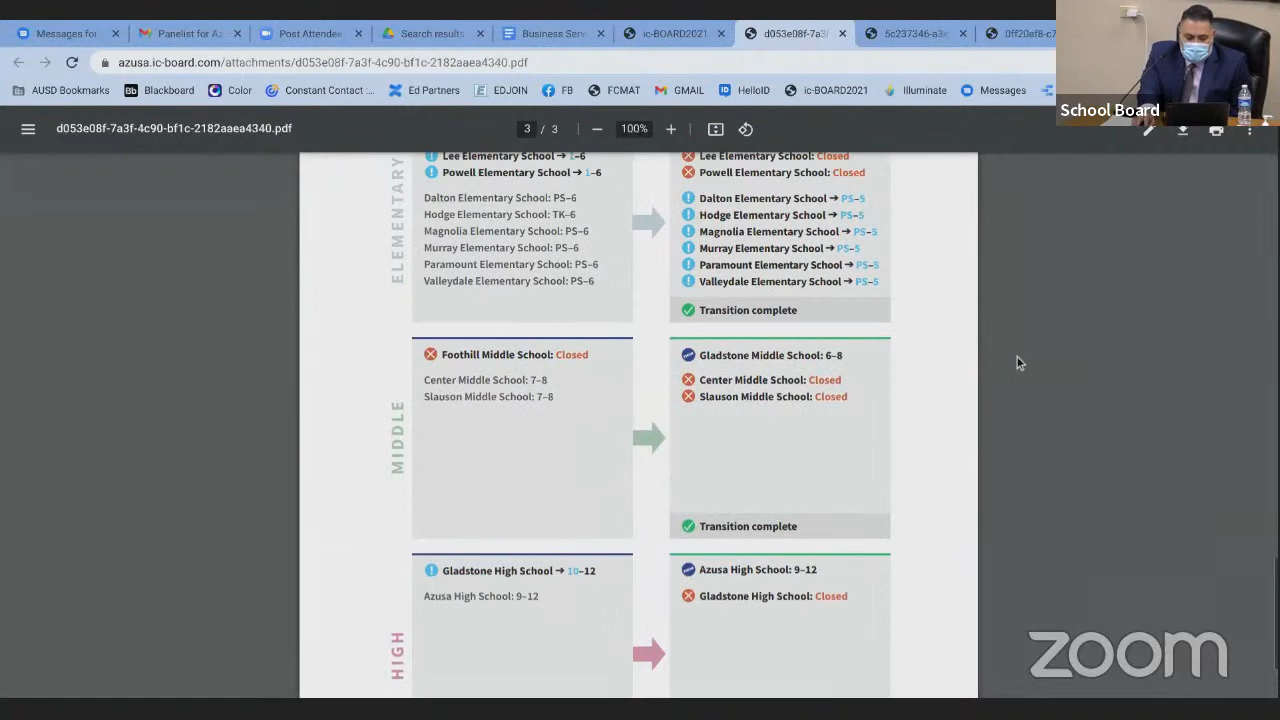 Messages for
Panelist for Az
Post Attendee
Search results
Business Serv
ic-BOARD2021
d053e08f-7a3f
5c237346-a3e
0ff20ef8-c7
azusa.ic-board.com/attachments/d053e08f-7a3f-4c90-bf1c-2182aaea4340.pdf
AUSD Bookmarks
Bb Blackboard
Color
Constant Contact ...
Ed Partners
EDJOIN
FB
FCMAT
GMAIL
HelloID
ic-BOARD2021
Illuminate
Messages
School Board
d053e08f-7a3f-4c90-bf1c-2182aaea4340.pdf
3 / 3
100%
ELEMENTARY
Lee Elementary School → 1–6
Powell Elementary School → 1–6
Dalton Elementary School: PS–6
Hodge Elementary School: TK–6
Magnolia Elementary School: PS–6
Murray Elementary School: PS–6
Paramount Elementary School: PS–6
Valleydale Elementary School: PS–6
Lee Elementary School: Closed
Powell Elementary School: Closed
Dalton Elementary School → PS–5
Hodge Elementary School → PS–5
Magnolia Elementary School → PS–5
Murray Elementary School → PS–5
Paramount Elementary School → PS–5
Valleydale Elementary School → PS–5
Transition complete
MIDDLE
Foothill Middle School: Closed
Center Middle School: 7–8
Slauson Middle School: 7–8
Gladstone Middle School: 6–8
Center Middle School: Closed
Slauson Middle School: Closed
Transition complete
HIGH
Gladstone High School → 10–12
Azusa High School: 9–12
Azusa High School: 9–12
Gladstone High School: Closed
zoom